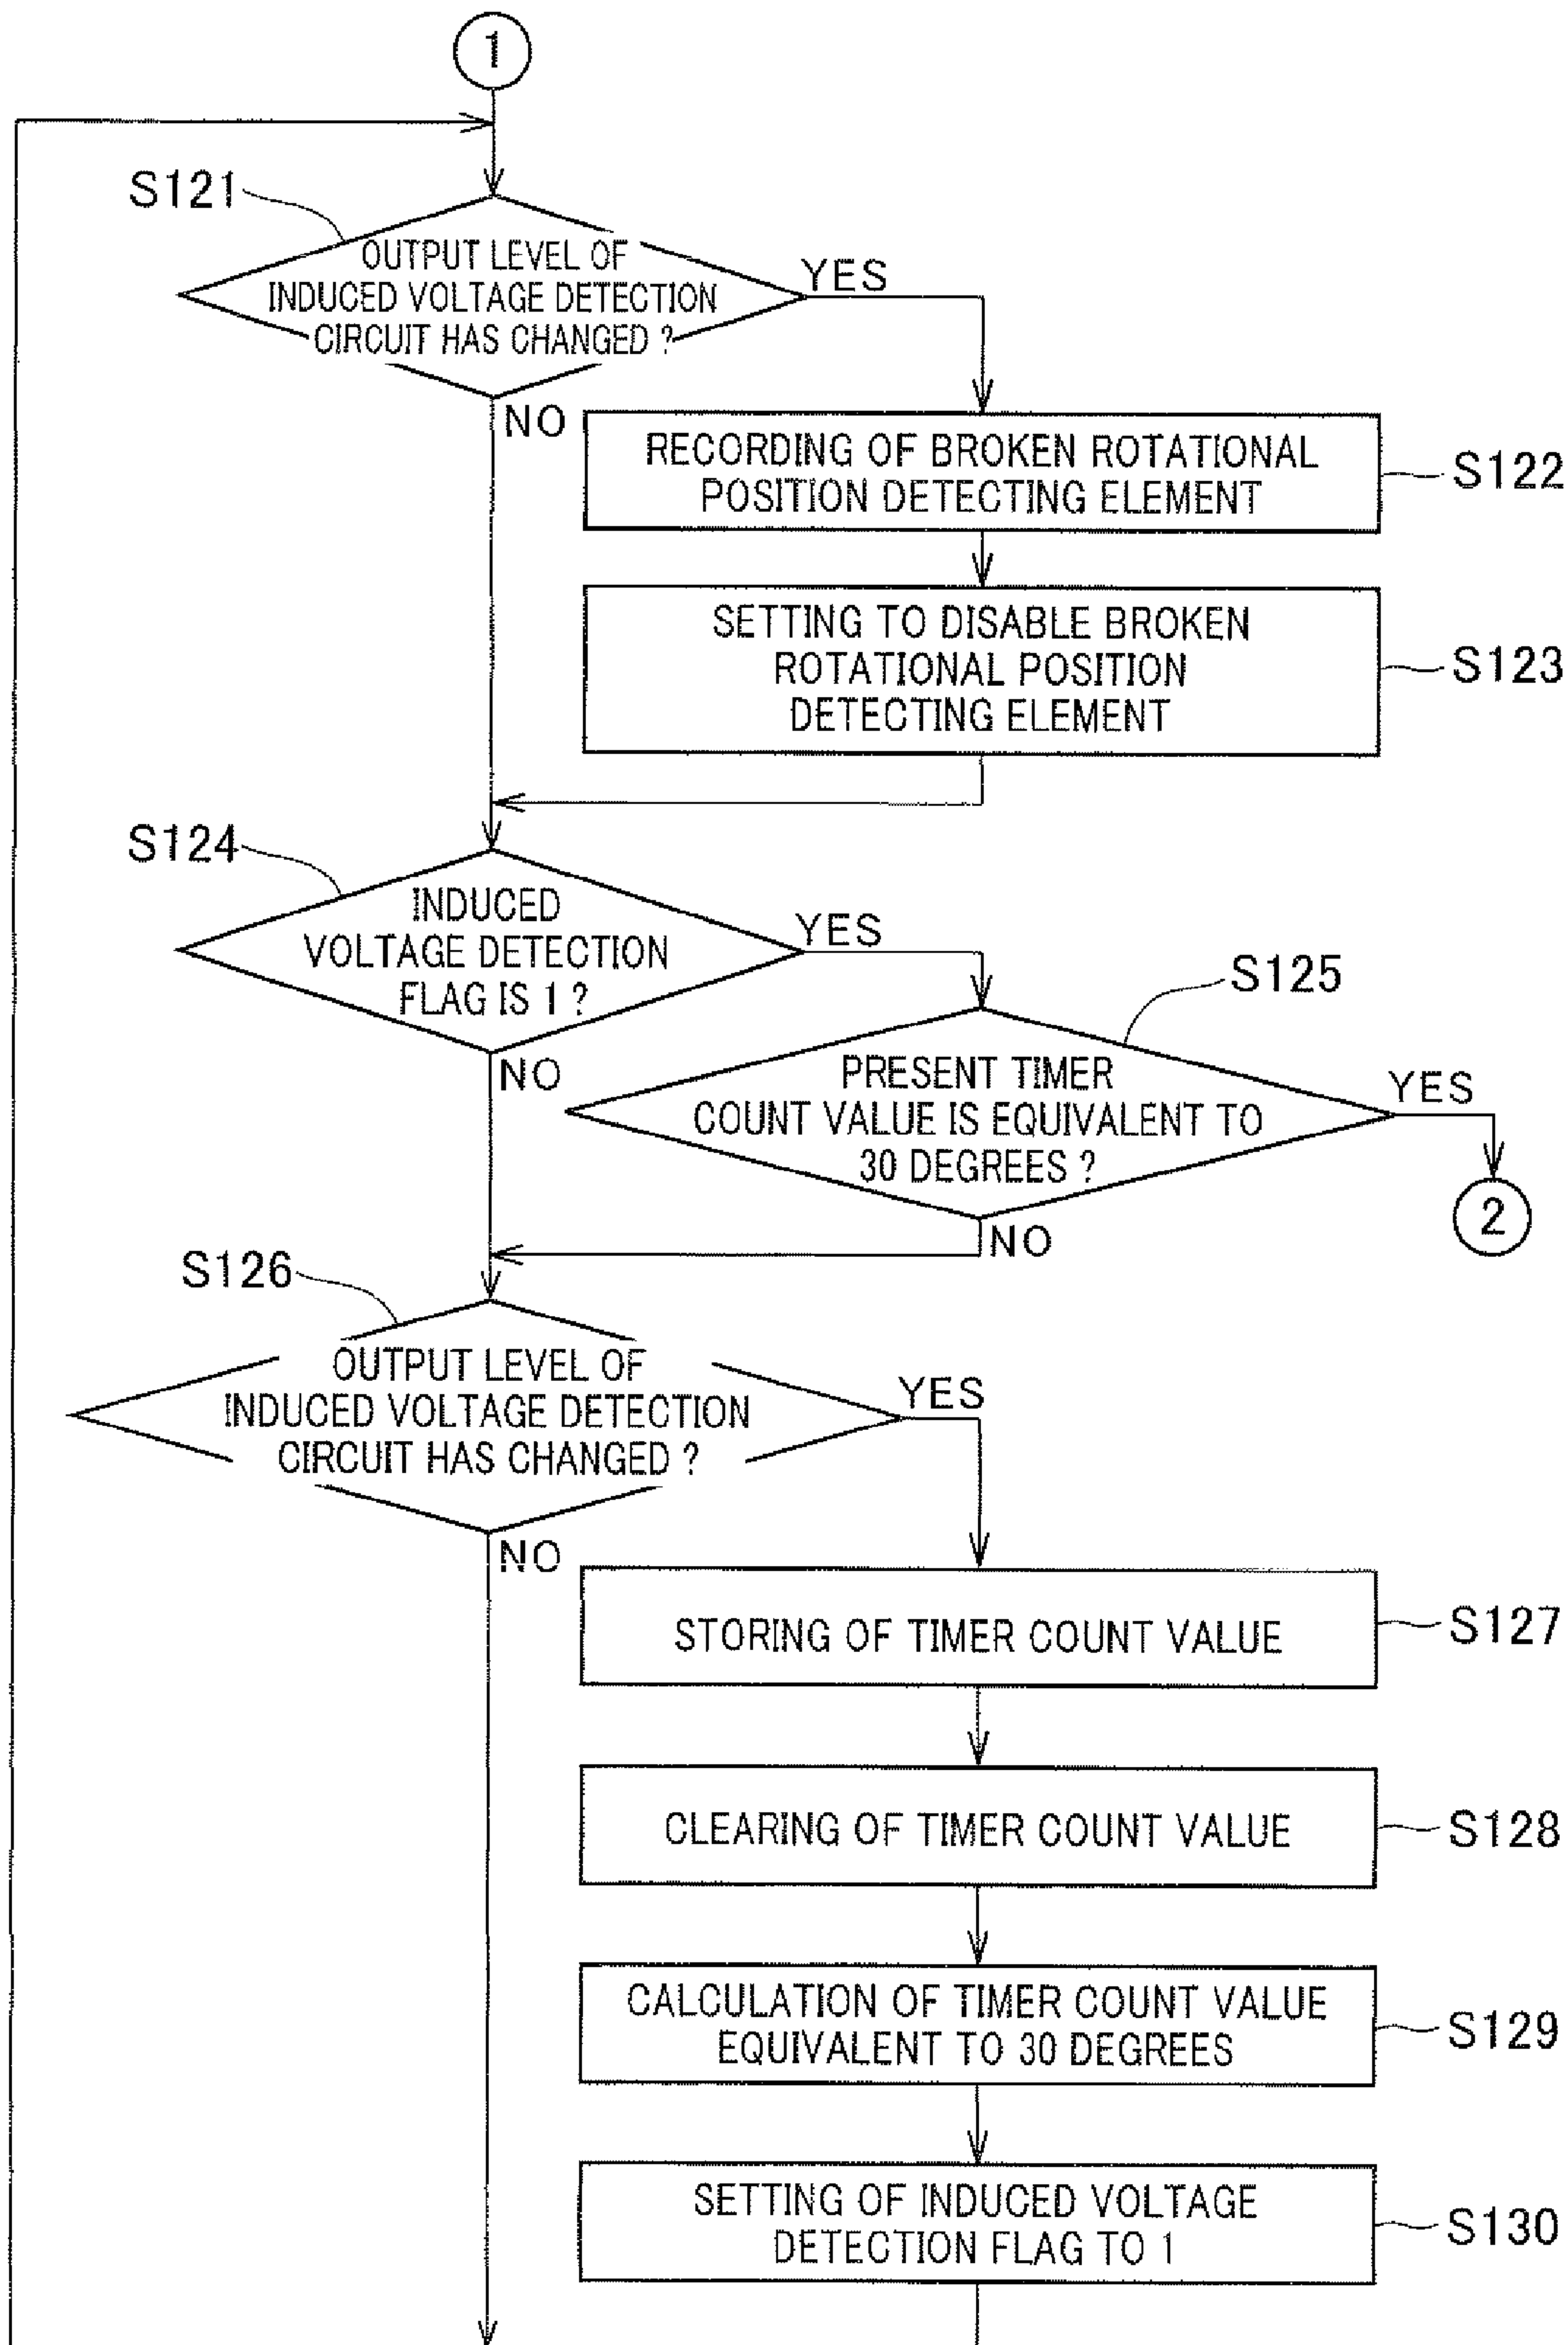 1
S121
OUTPUT LEVEL OF
INDUCED VOLTAGE DETECTION
CIRCUIT HAS CHANGED ?
YES
NO
RECORDING OF BROKEN ROTATIONAL
POSITION DETECTING ELEMENT
S122
SETTING TO DISABLE BROKEN
ROTATIONAL POSITION
DETECTING ELEMENT
S123
S124
INDUCED
VOLTAGE DETECTION
FLAG IS 1 ?
YES
NO
S125
PRESENT TIMER
COUNT VALUE IS EQUIVALENT TO
30 DEGREES ?
YES
2
NO
S126
OUTPUT LEVEL OF
INDUCED VOLTAGE DETECTION
CIRCUIT HAS CHANGED ?
YES
NO
STORING OF TIMER COUNT VALUE
S127
CLEARING OF TIMER COUNT VALUE
S128
CALCULATION OF TIMER COUNT VALUE
EQUIVALENT TO 30 DEGREES
S129
SETTING OF INDUCED VOLTAGE
DETECTION FLAG TO 1
S130